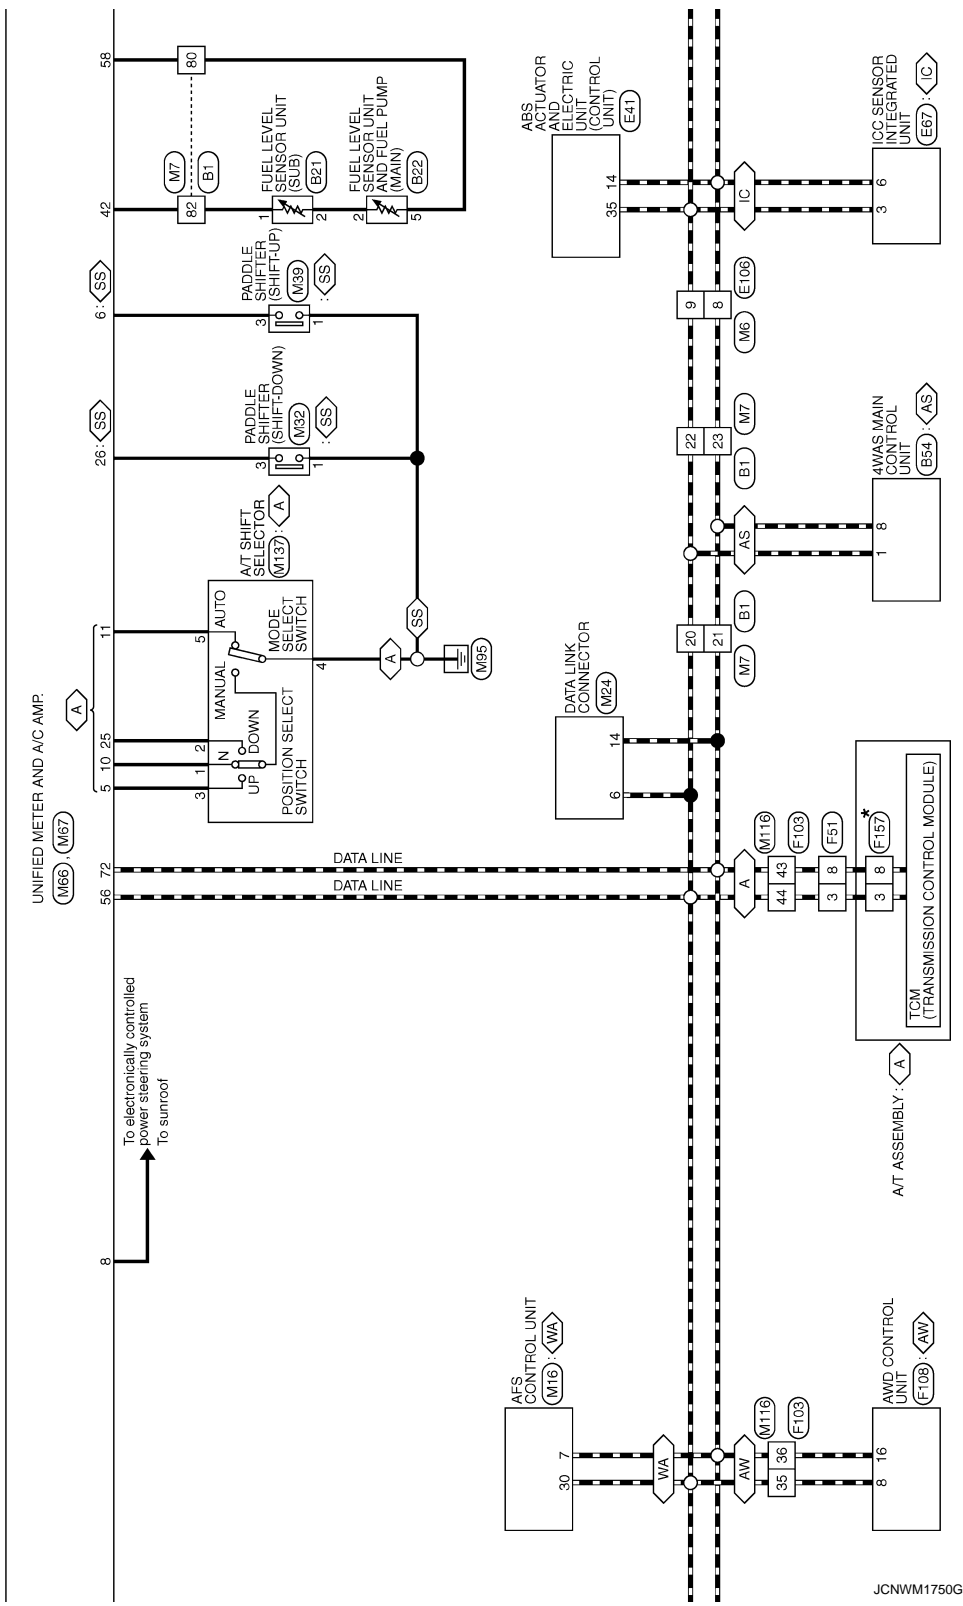 UNIFIED METER AND A/C AMP.
M66 , M67
8
To electronically controlled
power steering system
To sunroof
56
72
DATA LINE
DATA LINE
A
5
10
25
11
3
1
2
5
UP
N
DOWN
MANUAL
AUTO
POSITION SELECT
SWITCH
MODE
SELECT
SWITCH
4
A/T SHIFT
SELECTOR
M137 : A
A
SS
M95
26 : SS
3
1
PADDLE
SHIFTER
(SHIFT-DOWN)
M32
: SS
6 : SS
3
1
PADDLE
SHIFTER
(SHIFT-UP)
M39
: SS
42
58
82
80
M7
B1
1
2
FUEL LEVEL
SENSOR UNIT
(SUB)
B21
2
5
FUEL LEVEL
SENSOR UNIT
AND FUEL PUMP
(MAIN)
B22
AFS
CONTROL UNIT
M16 : WA
30
7
WA
DATA LINK
CONNECTOR
M24
6
14
ABS
ACTUATOR
AND
ELECTRIC
UNIT
(CONTROL
UNIT)
E41
35
14
20
21
B1
M7
22
23
M7
B1
9
8
E106
M6
AW
35
36
M116
F103
8
16
AWD CONTROL
UNIT
F108 : AW
A
44
43
M116
F103
3
8
F51
3
8
*
F157
TCM
(TRANSMISSION CONTROL MODULE)
A/T ASSEMBLY : A
AS
1
8
4WAS MAIN
CONTROL
UNIT
B54 : AS
IC
3
6
ICC SENSOR
INTEGRATED
UNIT
E67 : IC
JCNWM1750G